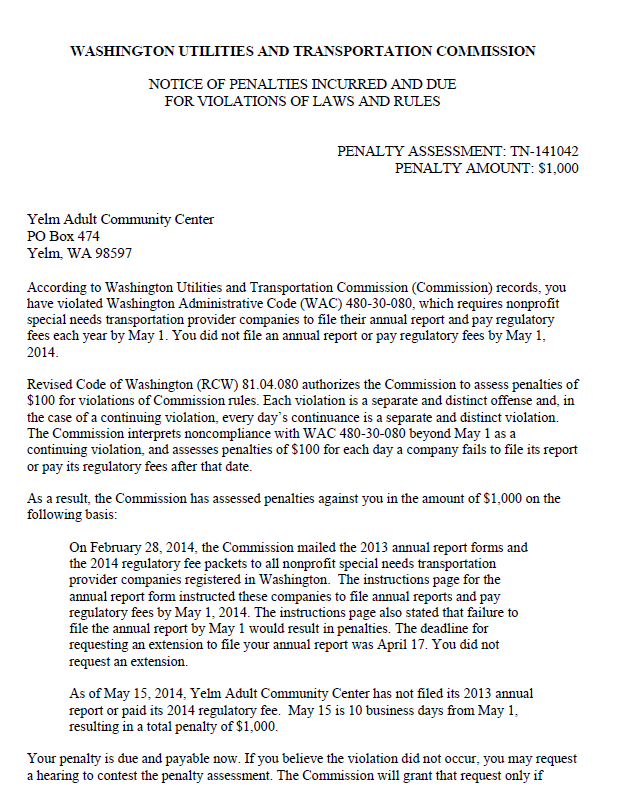 WASHINGTON UTILITIES AND TRANSPORTATION COMMISSION
NOTICE OF PENALTIES INCURRED AND DUE
FOR VIOLATIONS OF LAWS AND RULES
PENALTY ASSESSMENT: TN-141042
PENALTY AMOUNT: $1,000
Yelm Adult Community Center
PO Box 474
Yelm, WA 98597
According to Washington Utilities and Transportation Commission (Commission) records, you
have violated Washington Administrative Code (WAC) 480-30-080, which requires nonprofit
special needs transportation provider companies to file their annual report and pay regulatory
fees each year by May 1. You did not file an annual report or pay regulatory fees by May 1,
2014.
Revised Code of Washington (RCW) 81.04.080 authorizes the Commission to assess penalties of
$100 for violations of Commission rules. Each violation is a separate and distinct offense and, in
the case of a continuing violation, every day’s continuance is a separate and distinct violation.
The Commission interprets noncompliance with WAC 480-30-080 beyond May 1 as a
continuing violation, and assesses penalties of $100 for each day a company fails to file its report
or pay its regulatory fees after that date.
As a result, the Commission has assessed penalties against you in the amount of $1,000 on the
following basis:
On February 28, 2014, the Commission mailed the 2013 annual report forms and
the 2014 regulatory fee packets to all nonprofit special needs transportation
provider companies registered in Washington. The instructions page for the
annual report form instructed these companies to file annual reports and pay
regulatory fees by May 1, 2014. The instructions page also stated that failure to
file the annual report by May 1 would result in penalties. The deadline for
requesting an extension to file your annual report was April 17. You did not
request an extension.
As of May 15, 2014, Yelm Adult Community Center has not filed its 2013 annual
report or paid its 2014 regulatory fee. May 15 is 10 business days from May 1,
resulting in a total penalty of $1,000.
Your penalty is due and payable now. If you believe the violation did not occur, you may request
a hearing to contest the penalty assessment. The Commission will grant that request only if